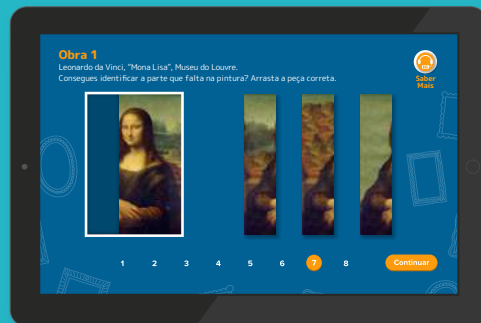 Obra 1
Leonardo da Vinci, "Mona Lisa", Museu do Louvre.
Consegues identificar a parte que falta na pintura? Arrasta a peça correta.
Saber
Mais
1 2 3 4 5 6 7 8
Continuar